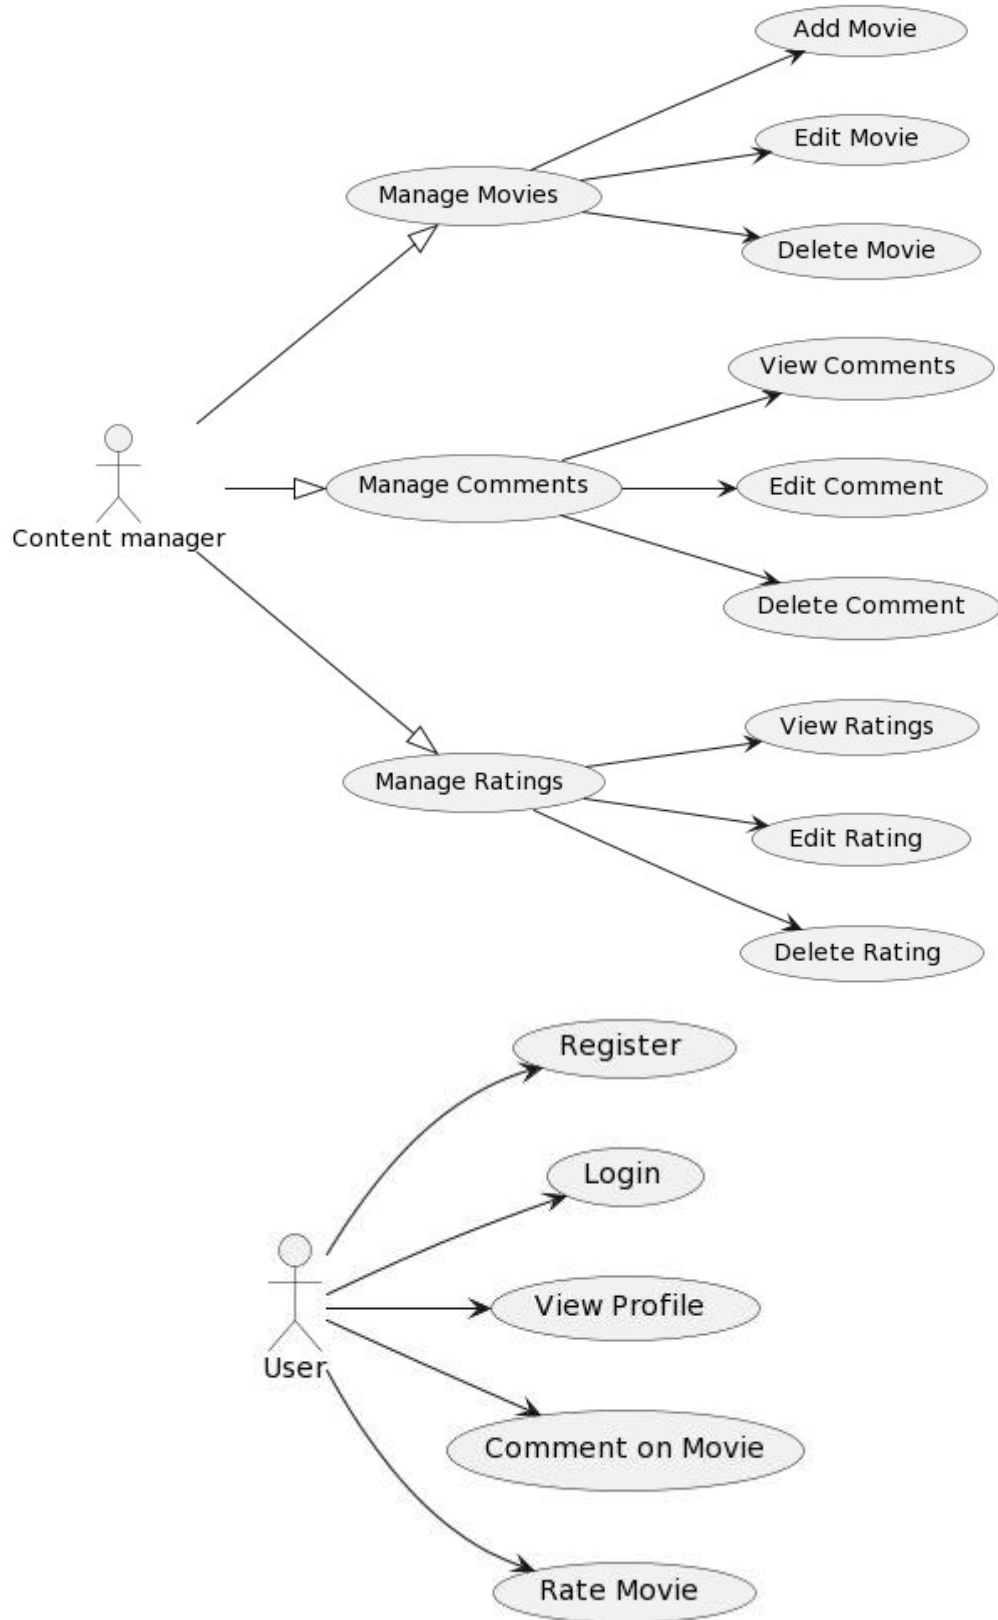 Add Movie
Edit Movie
Manage Movies
Delete Movie
View Comments
Manage Comments
Edit Comment
Content manager
Delete Comment
View Ratings
Manage Ratings
Edit Rating
Delete Rating
Register
Login
View Profile
User
Comment on Movie
Rate Movie